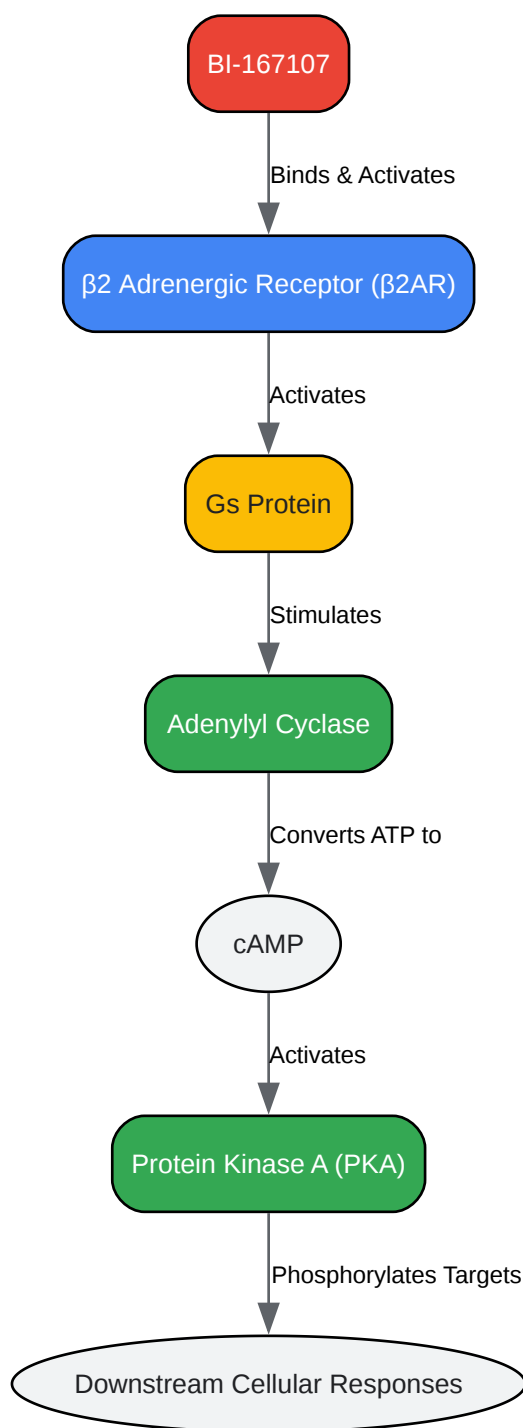 BI-167107
Binds & Activates
β2 Adrenergic Receptor (β2AR)
Activates
Gs Protein
Stimulates
Adenylyl Cyclase
Converts ATP to
cAMP
Activates
Protein Kinase A (PKA)
Phosphorylates Targets
Downstream Cellular Responses